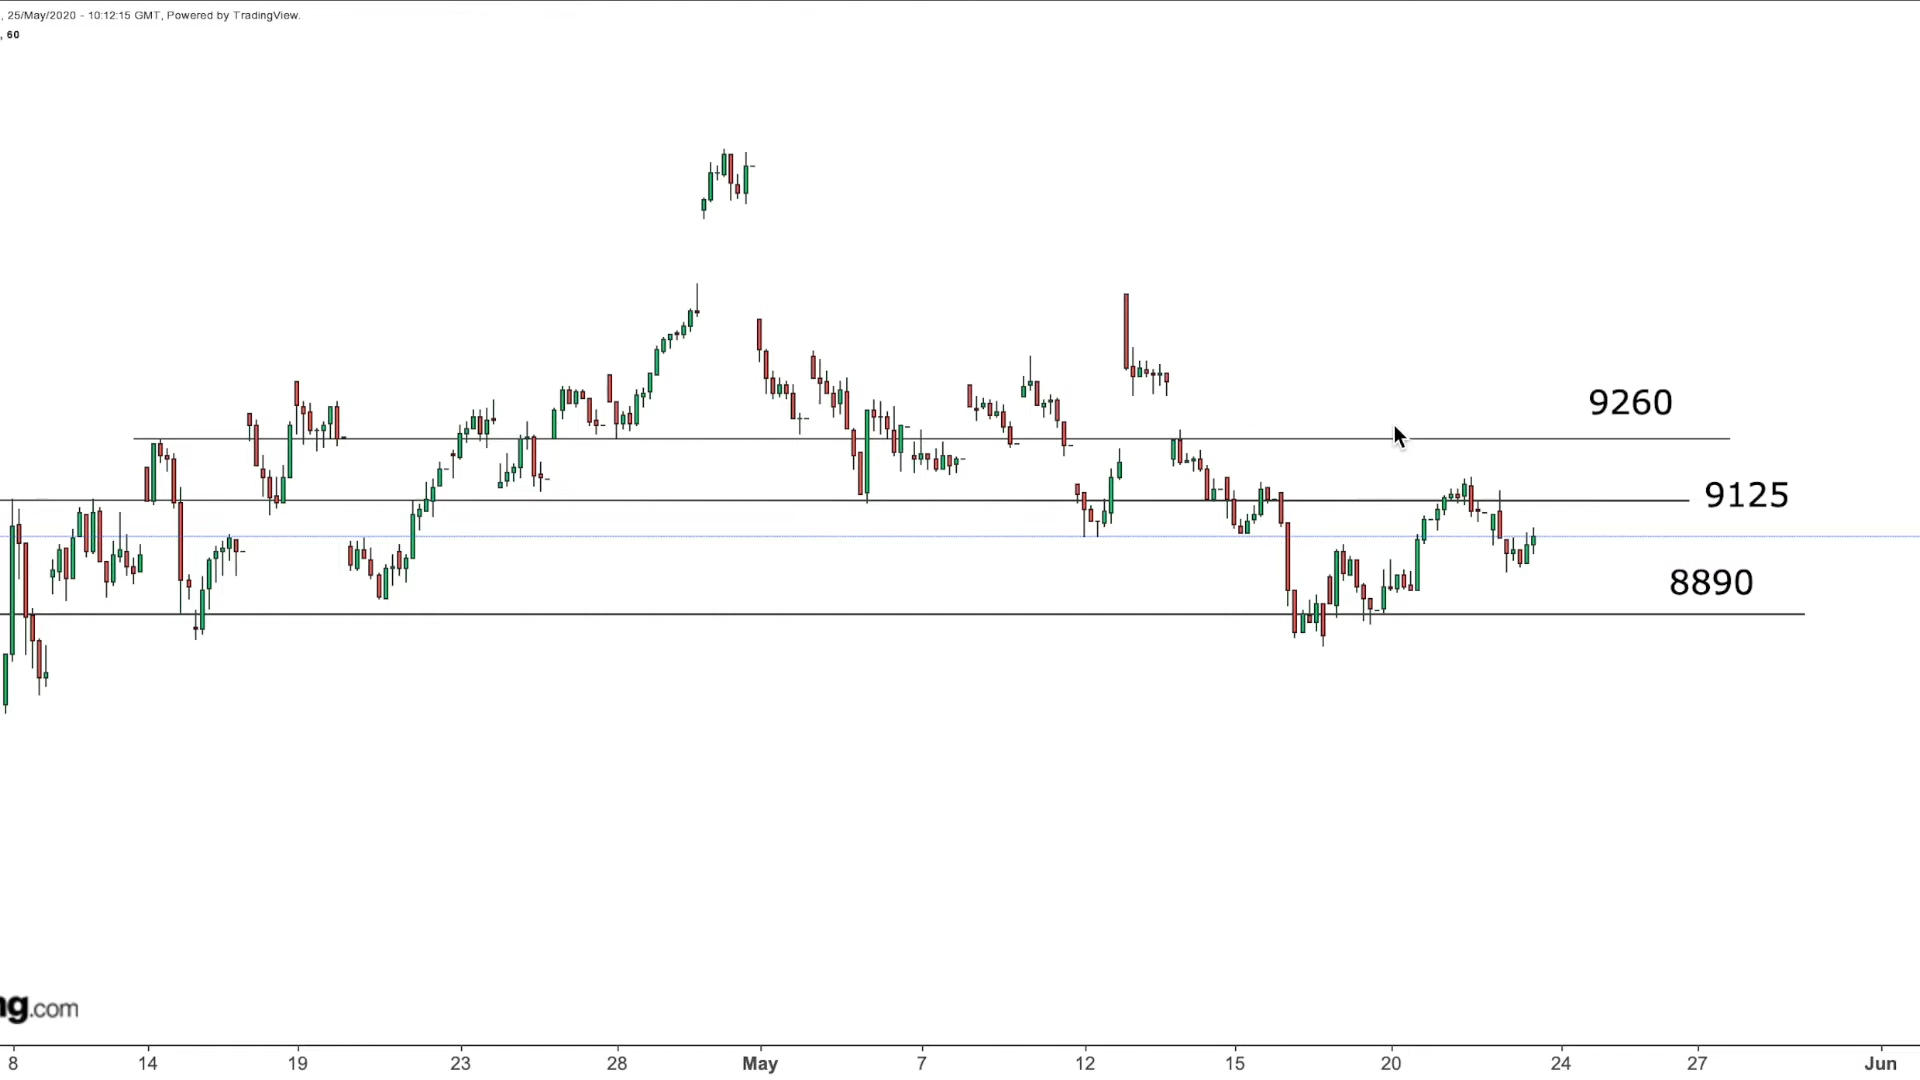 , 25/May/2020 - 10:12:15 GMT, Powered by TradingView.
, 60
9260
9125
8890
ng.com
8 14 19 23 28 May 7 12 15 20 24 27 Jun